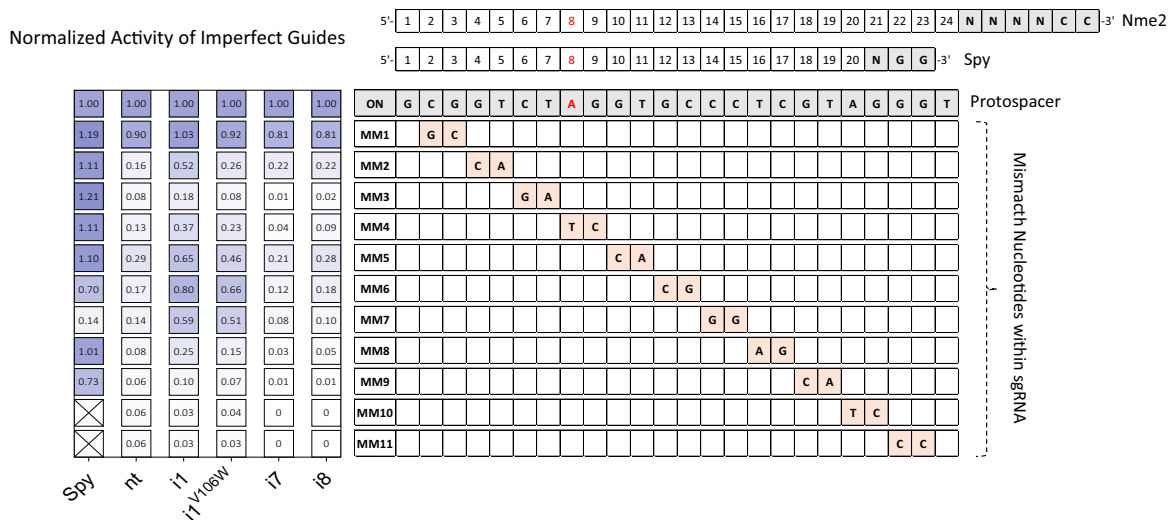 5'- 1 2 3 4 5 6 7 8 9 10 11 12 13 14 15 16 17 18 19 20 21 22 23 24 N N N N C C -3' Nme2
Normalized Activity of Imperfect Guides
5'- 1 2 3 4 5 6 7 8 9 10 11 12 13 14 15 16 17 18 19 20 N G G -3' Spy
1.00 1.00 1.00 1.00 1.00 1.00 ON G C G G T C T A G G T G C C C T C G T A G G G T Protospacer
1.19 0.90 1.03 0.92 0.81 0.81 MM1 G C
1.11 0.16 0.52 0.26 0.22 0.22 MM2 C A
1.21 0.08 0.18 0.08 0.01 0.02 MM3 G A
1.11 0.13 0.37 0.23 0.04 0.09 MM4 T C
1.10 0.29 0.65 0.46 0.21 0.28 MM5 C A
0.70 0.17 0.80 0.66 0.12 0.18 MM6 C G
0.14 0.14 0.59 0.51 0.08 0.10 MM7 G G
1.01 0.08 0.25 0.15 0.03 0.05 MM8 A G
0.73 0.06 0.10 0.07 0.01 0.01 MM9 C A
0.06 0.03 0.04 0 0 MM10 T C
0.06 0.03 0.03 0 0 MM11 C C
Mismacth Nucleotides within sgRNA
Spy nt i1 i1 V106W i7 i8